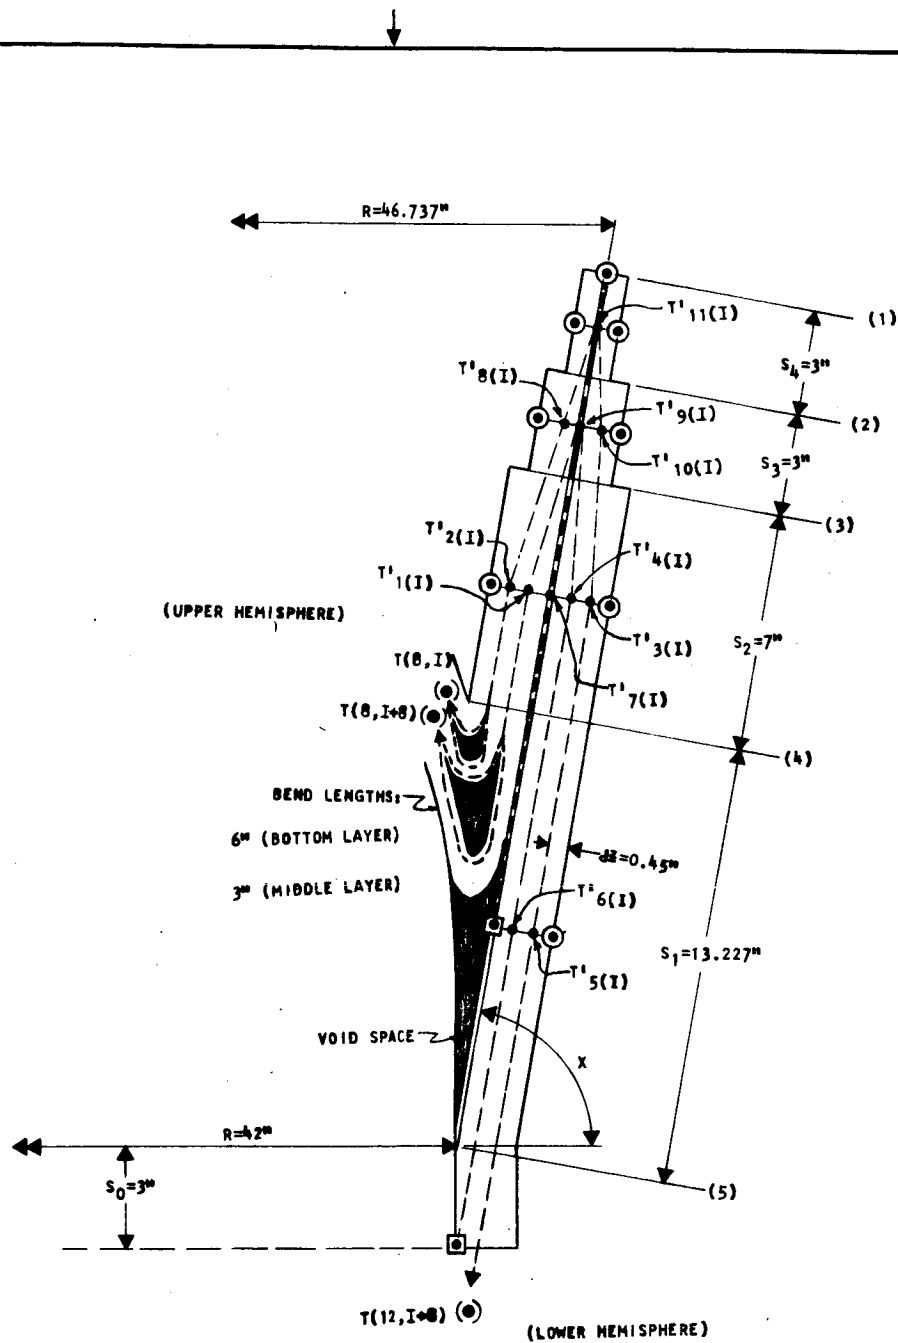 R=46.737"
T'11(I)
(1)
S4=3"
T'8(I)
T'9(I)
(2)
T'10(I)
S3=3"
(3)
T'2(I)
T'4(I)
T'1(I)
(UPPER HEMISPHERE)
T'3(I)
S2=7"
T(8,I)
T'7(I)
T(8,I+8)
(4)
BEND LENGTHS:
6" (BOTTOM LAYER)
dZ=0.45"
3" (MIDDLE LAYER)
T'6(I)
S1=13.227"
T'5(I)
VOID SPACE
X
R=42"
S0=3"
(5)
T(12,I+8)
(LOWER HEMISPHERE)